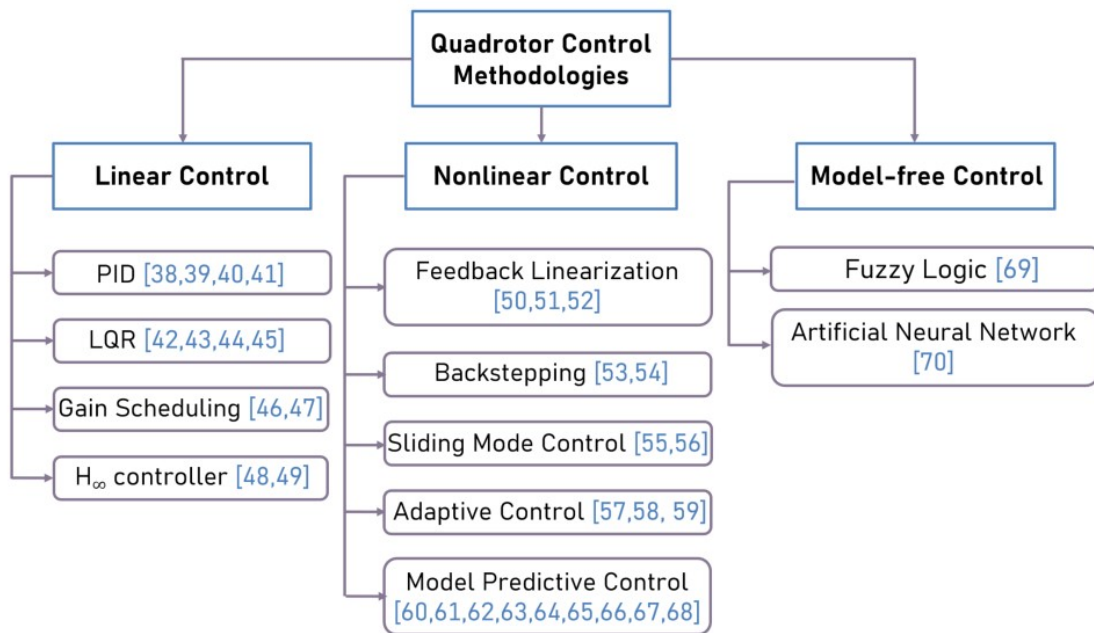 Quadrotor Control
Methodologies
Linear Control
PID [38,39,40,41]
LQR [42,43,44,45]
Gain Scheduling [46,47]
H∞ controller [48,49]
Nonlinear Control
Feedback Linearization
[50,51,52]
Backstepping [53,54]
Sliding Mode Control [55,56]
Adaptive Control [57,58, 59]
Model Predictive Control
[60,61,62,63,64,65,66,67,68]
Model-free Control
Fuzzy Logic [69]
Artificial Neural Network
[70]